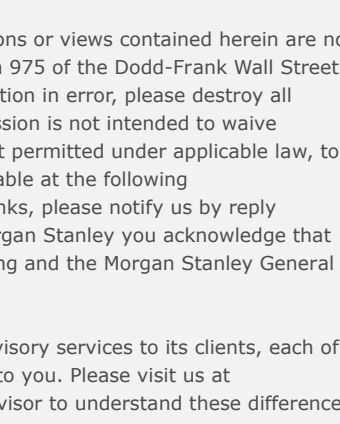 ons or views contained herein are no
975 of the Dodd-Frank Wall Street
tion in error, please destroy all
ssion is not intended to waive
t permitted under applicable law, to
able at the following
nks, please notify us by reply
rgan Stanley you acknowledge that
ng and the Morgan Stanley General
visory services to its clients, each of
to you. Please visit us at
visor to understand these difference